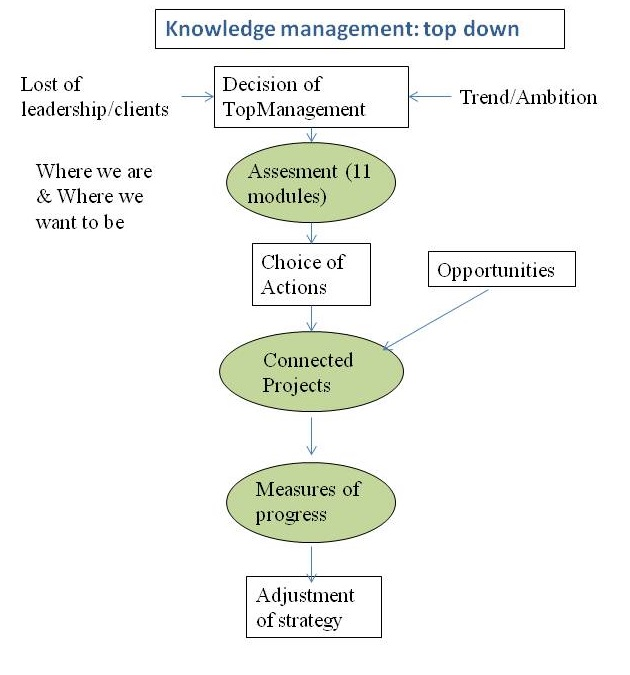 Knowledge management: top down
Lost of
leadership/clients
Decision of
TopManagement
Trend/Ambition
Where we are
& Where we
want to be
Assesment (11
modules)
Choice of
Actions
Opportunities
Connected
Projects
Measures of
progress
Adjustment
of strategy